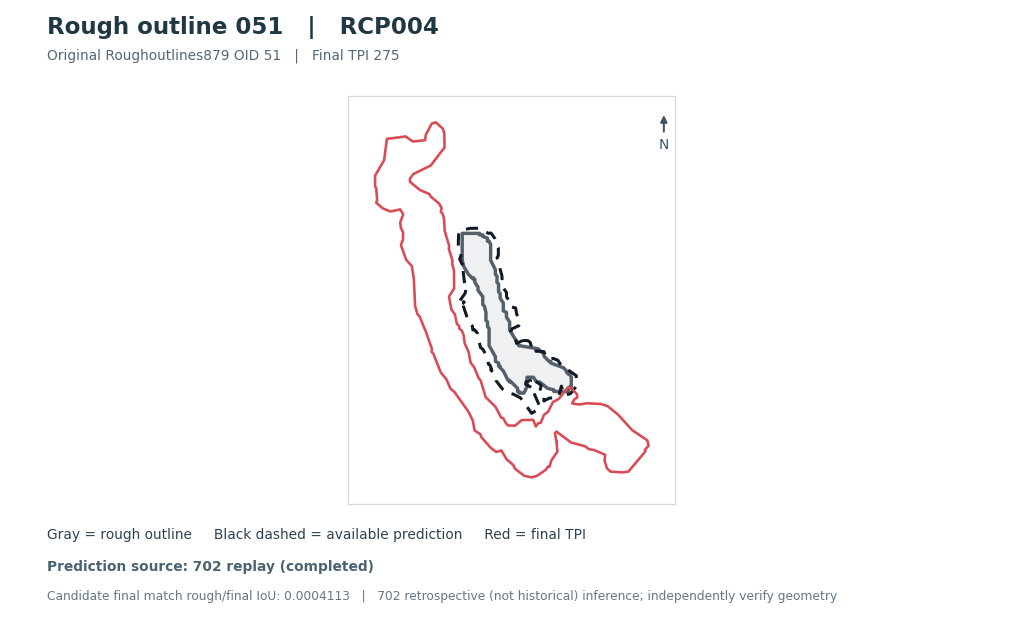 Rough outline 051   |   RCP004
Original Roughoutlines879 OID 51   |   Final TPI 275
N
Gray = rough outline     Black dashed = available prediction     Red = final TPI
Prediction source: 702 replay (completed)
Candidate final match rough/final IoU: 0.0004113   |   702 retrospective (not historical) inference; independently verify geometry